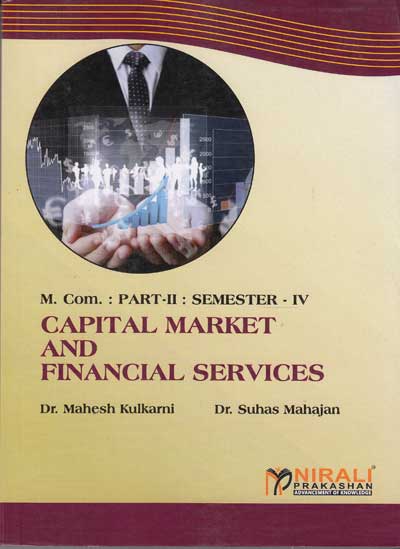 M. Com. : PART-II : SEMESTER - IV
CAPITAL MARKET
AND
FINANCIAL SERVICES
Dr. Mahesh Kulkarni Dr. Suhas Mahajan
NIRALI®
PRAKASHAN
ADVANCEMENT OF KNOWLEDGE